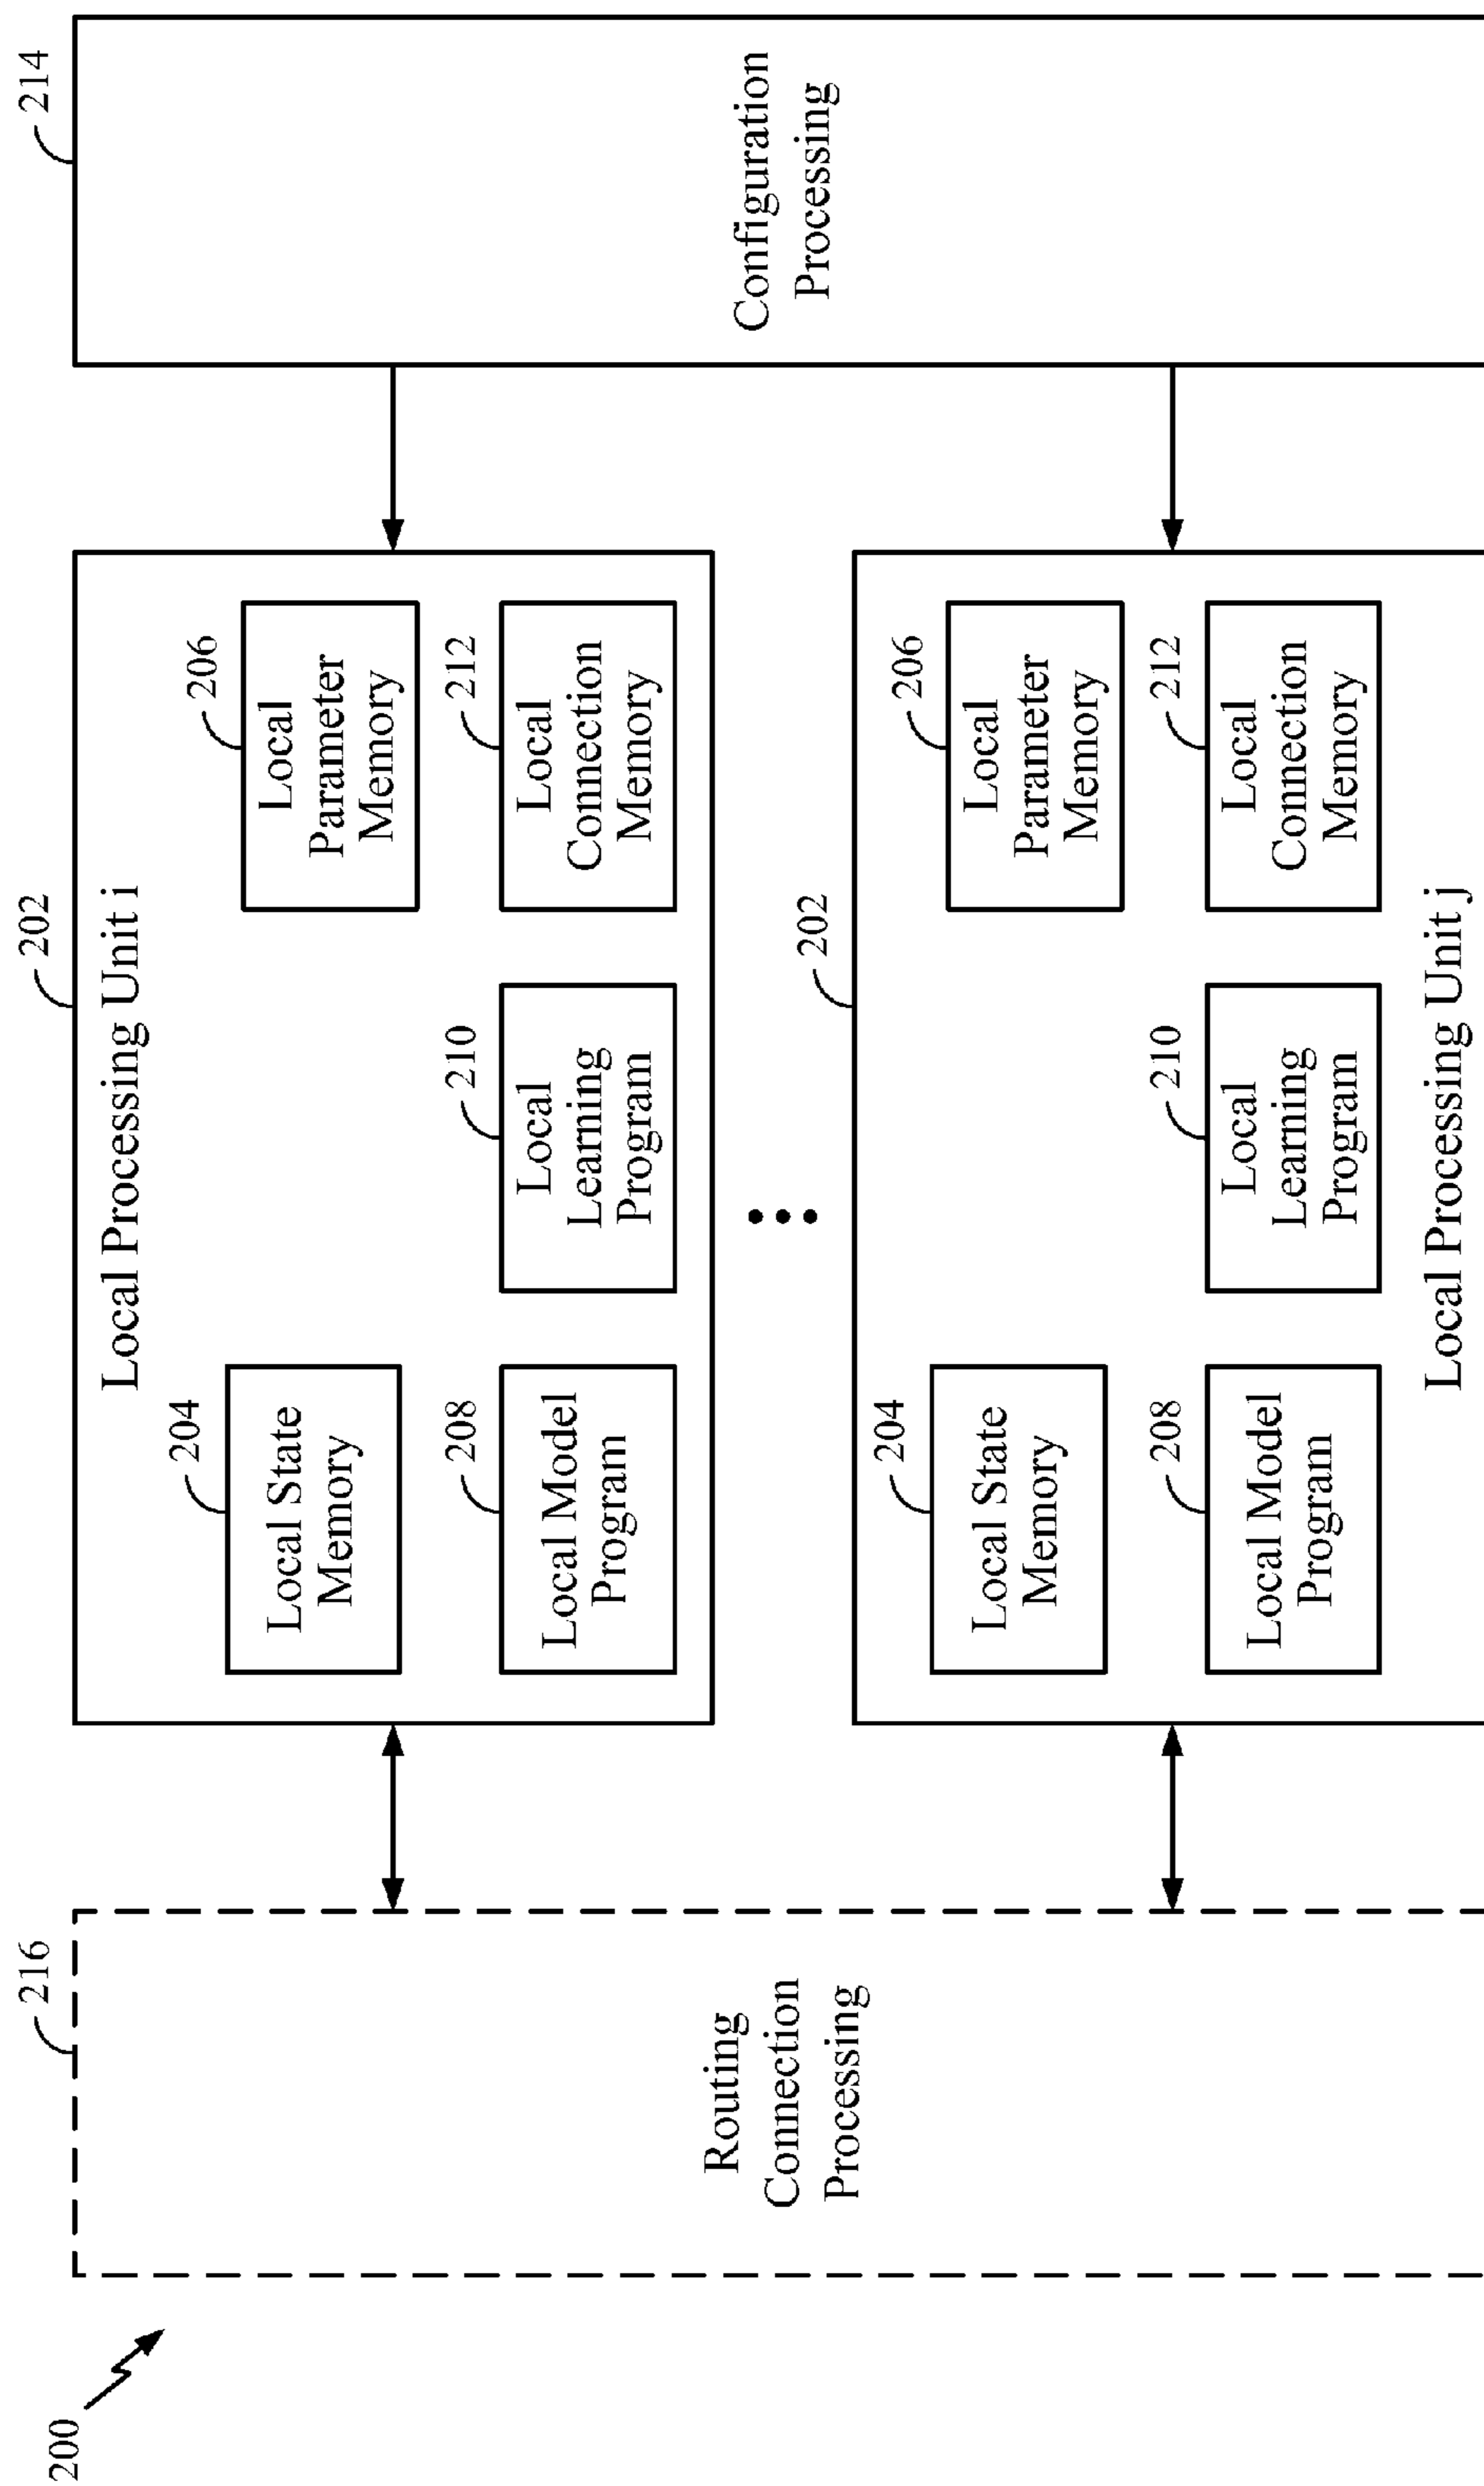 200
216
Routing
Connection
Processing
202
Local Processing Unit i
204
Local State
Memory
206
Local
Parameter
Memory
208
Local Model
Program
210
Local
Learning
Program
212
Local
Connection
Memory
202
204
Local State
Memory
206
Local
Parameter
Memory
208
Local Model
Program
210
Local
Learning
Program
212
Local
Connection
Memory
Local Processing Unit j
214
Configuration
Processing